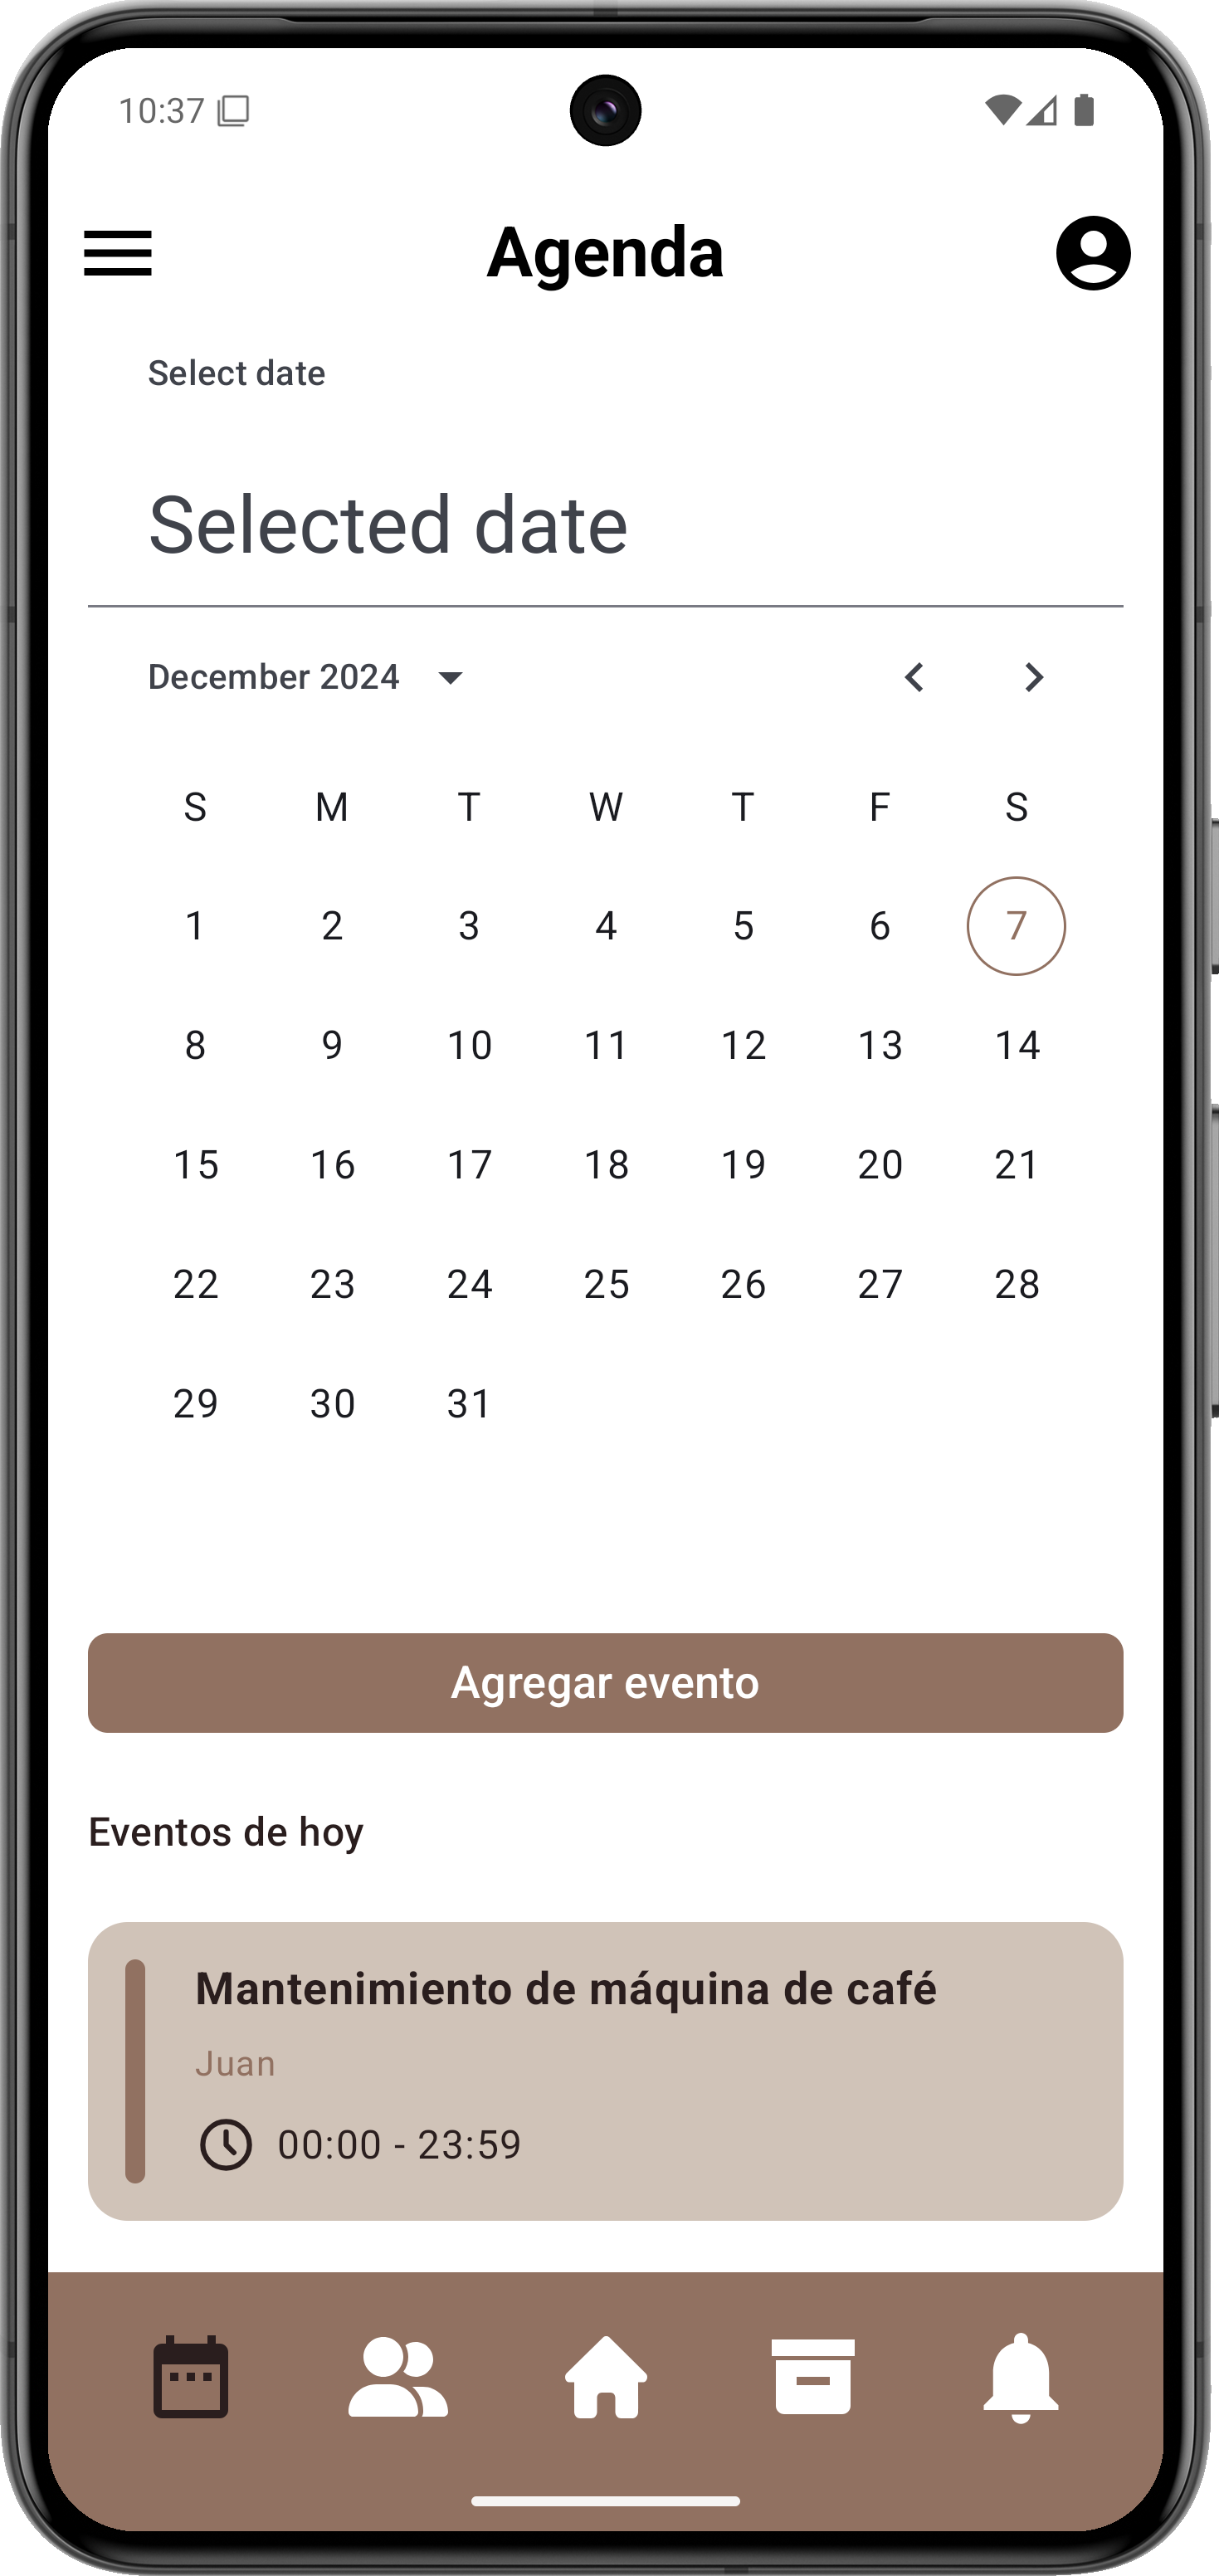 10:37
Agenda
Select date
Selected date
December 2024
S M T W T F S
1 2 3 4 5 6 7
8 9 10 11 12 13 14
15 16 17 18 19 20 21
22 23 24 25 26 27 28
29 30 31
Agregar evento
Eventos de hoy
Mantenimiento de máquina de café
Juan
00:00 - 23:59